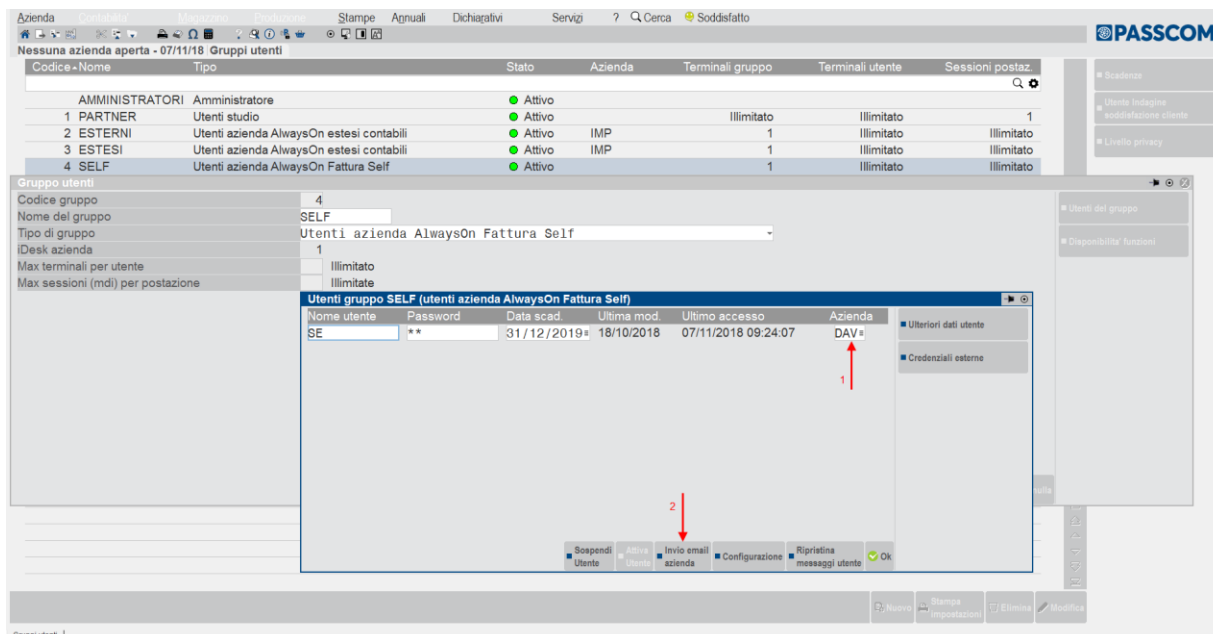 Azienda Contabilita' Magazzino Produzione Stampe Annuali Dichiarativi Servizi ? Cerca Soddisfatto
PASSCOM
Nessuna azienda aperta - 07/11/18 Gruppi utenti
Codice Nome Tipo Stato Azienda Terminali gruppo Terminali utente Sessioni postaz.
AMMINISTRATORI Amministratore Attivo
1 PARTNER Utenti studio Attivo Illimitato Illimitato 1
2 ESTERNI Utenti azienda AlwaysOn estesi contabili Attivo IMP 1 Illimitato Illimitato
3 ESTESI Utenti azienda AlwaysOn estesi contabili Attivo IMP 1 Illimitato Illimitato
4 SELF Utenti azienda AlwaysOn Fattura Self Attivo 1 Illimitato Illimitato
Scadenze
Utente Indagine
soddisfazione cliente
Livello privacy
Gruppo utenti
Codice gruppo 4
Nome del gruppo SELF
Tipo di gruppo Utenti azienda AlwaysOn Fattura Self
iDesk azienda 1
Max terminali per utente Illimitato
Max sessioni (mdi) per postazione Illimitate
Utenti del gruppo
Disponibilita' funzioni
Utenti gruppo SELF (utenti azienda AlwaysOn Fattura Self)
Nome utente Password Data scad. Ultima mod. Ultimo accesso Azienda
SE ** 31/12/2019 18/10/2018 07/11/2018 09:24:07 DAV
Ulteriori dati utente
Credenziali esterne
1
2
Sospendi
Utente
Attiva
Utente
Invio email
azienda
Configurazione
Ripristina
messaggi utente
Ok
Nuovo
Stampa
impostazioni
Elimina
Modifica
Gruppi utenti